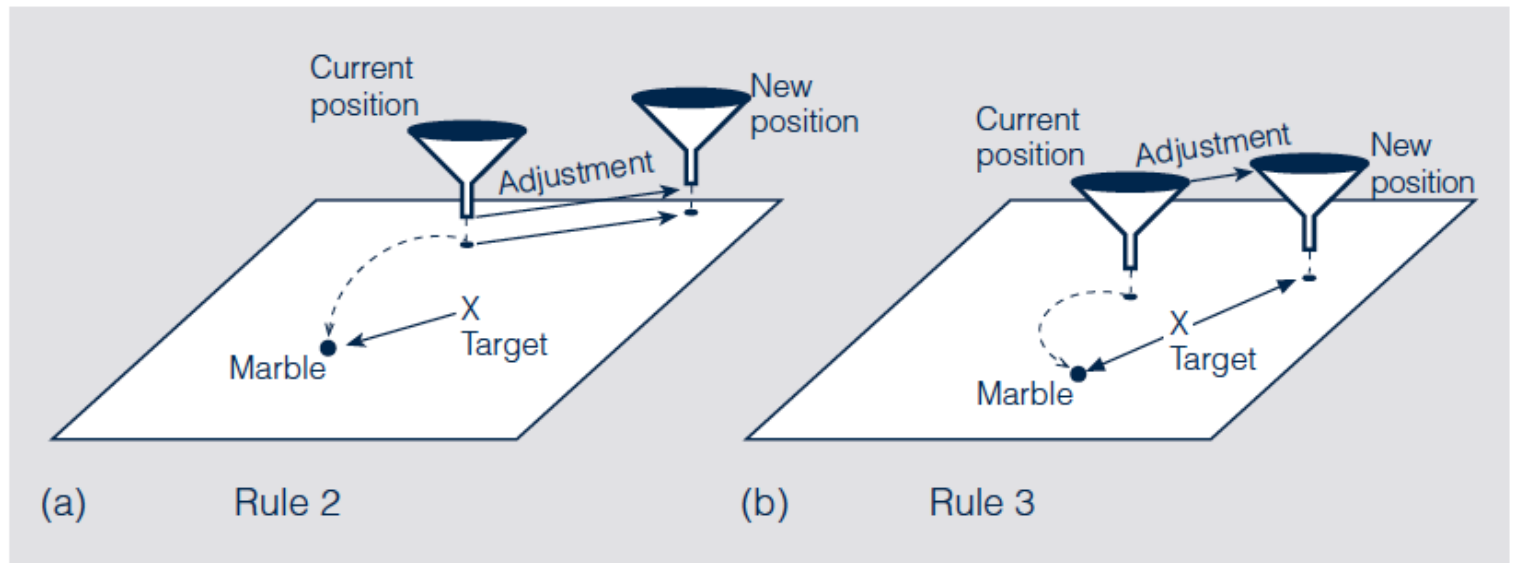 Current
position
New
position
Adjustment
X
Target
Marble
(a) Rule 2
Current
position
Adjustment
New
position
X
Target
Marble
(b) Rule 3